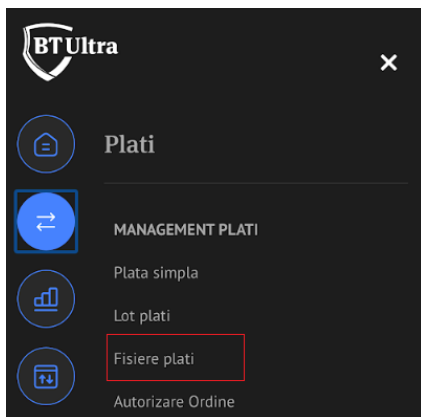 BT Ultra
Plati
MANAGEMENT PLATI
Plata simpla
Lot plati
Fisiere plati
Autorizare Ordine